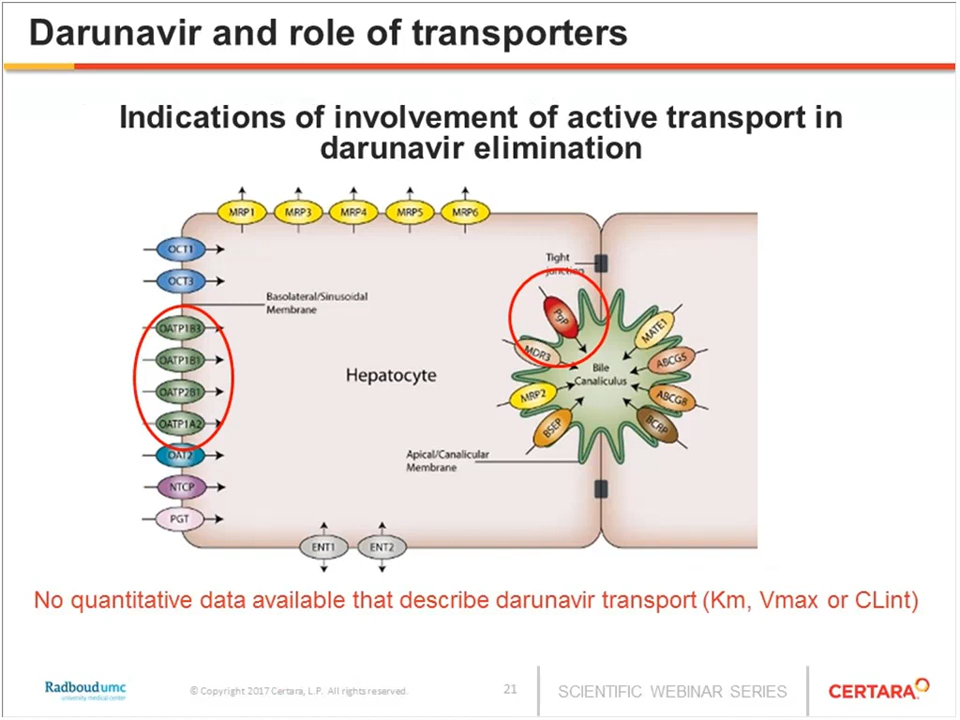 Darunavir and role of transporters
Indications of involvement of active transport in
darunavir elimination
MRP1
MRP3
MRP4
MRP5
MRP6
OCT1
OCT3
Basolateral/Sinusoidal
Membrane
OATP1B3
OATP1B1
OATP2B1
OATP1A2
OAT2
NTCP
PGT
Hepatocyte
Tight
junction
PgP
MDR3
MRP2
BSEP
Bile
Canaliculus
MATE1
ABCG5
ABCG8
BCRP
Apical/Canalicular
Membrane
ENT1
ENT2
No quantitative data available that describe darunavir transport (Km, Vmax or CLint)
Radboudumc
university medical center
© Copyright 2017 Certara, L.P. All rights reserved.
21
SCIENTIFIC WEBINAR SERIES
CERTARA